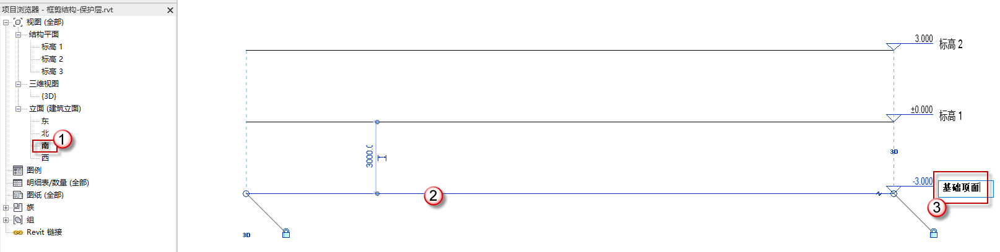 项目浏览器 - 框剪结构-保护层.rvt
视图 (全部)
结构平面
标高 1
标高 2
标高 3
三维视图
{3D}
立面 (建筑立面)
东
北
1
南
西
图例
明细表/数量 (全部)
图纸 (全部)
族
组
Revit 链接
3.000
标高 2
±0.000
标高 1
3000.0
3D
-3.000
基础顶面
2
3
3D